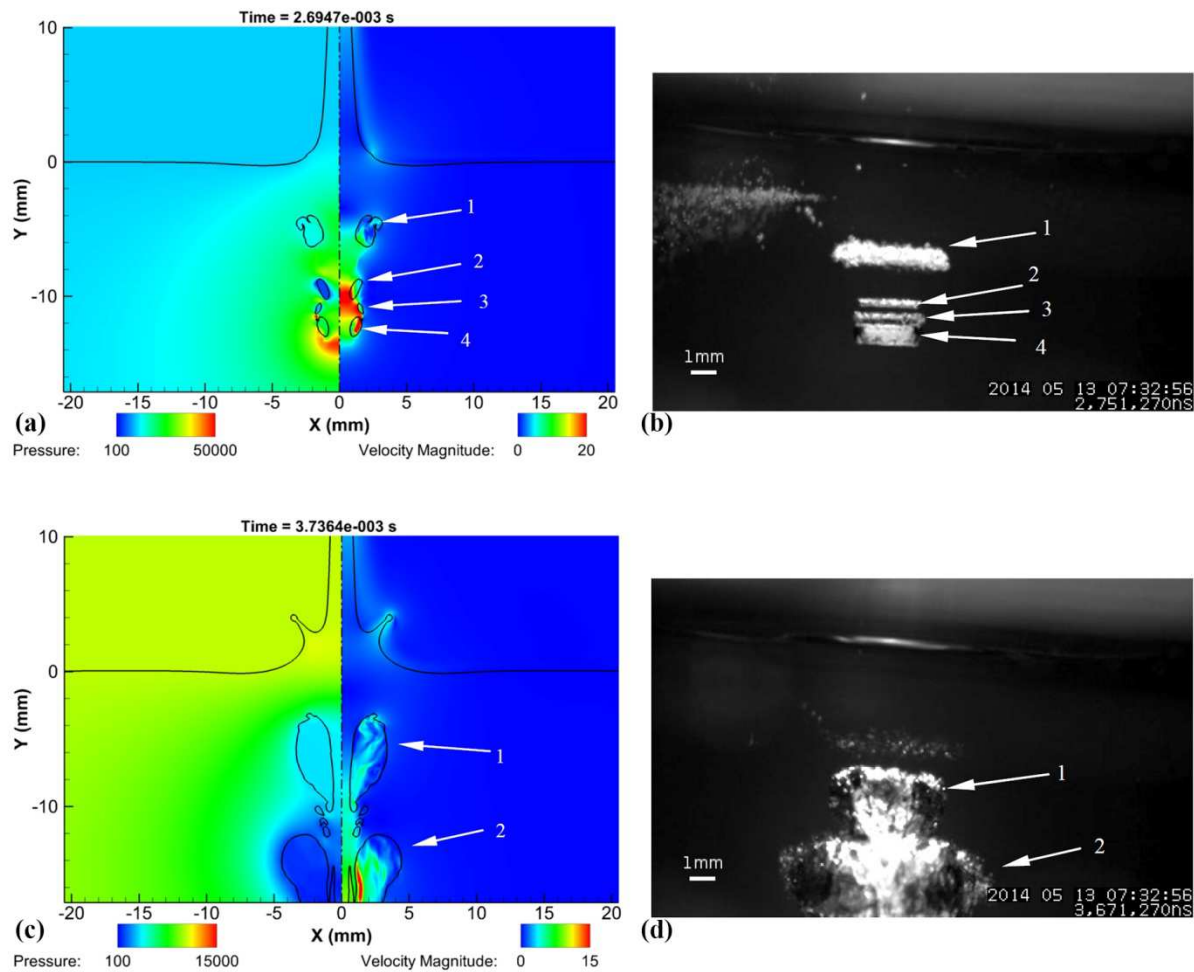 Time = 2.6947e-003 s
10
0
-10
Y (mm)
1
2
3
4
-20 -15 -10 -5 0 5 10 15 20
X (mm)
(a)
Pressure: 100 50000
Velocity Magnitude: 0 20
1
2
3
4
1mm
2014 05 13 07:32:56
2,751,270ns
(b)
Time = 3.7364e-003 s
10
0
-10
Y (mm)
1
2
-20 -15 -10 -5 0 5 10 15 20
X (mm)
(c)
Pressure: 100 15000
Velocity Magnitude: 0 15
1
2
1mm
2014 05 13 07:32:56
3,671,270ns
(d)